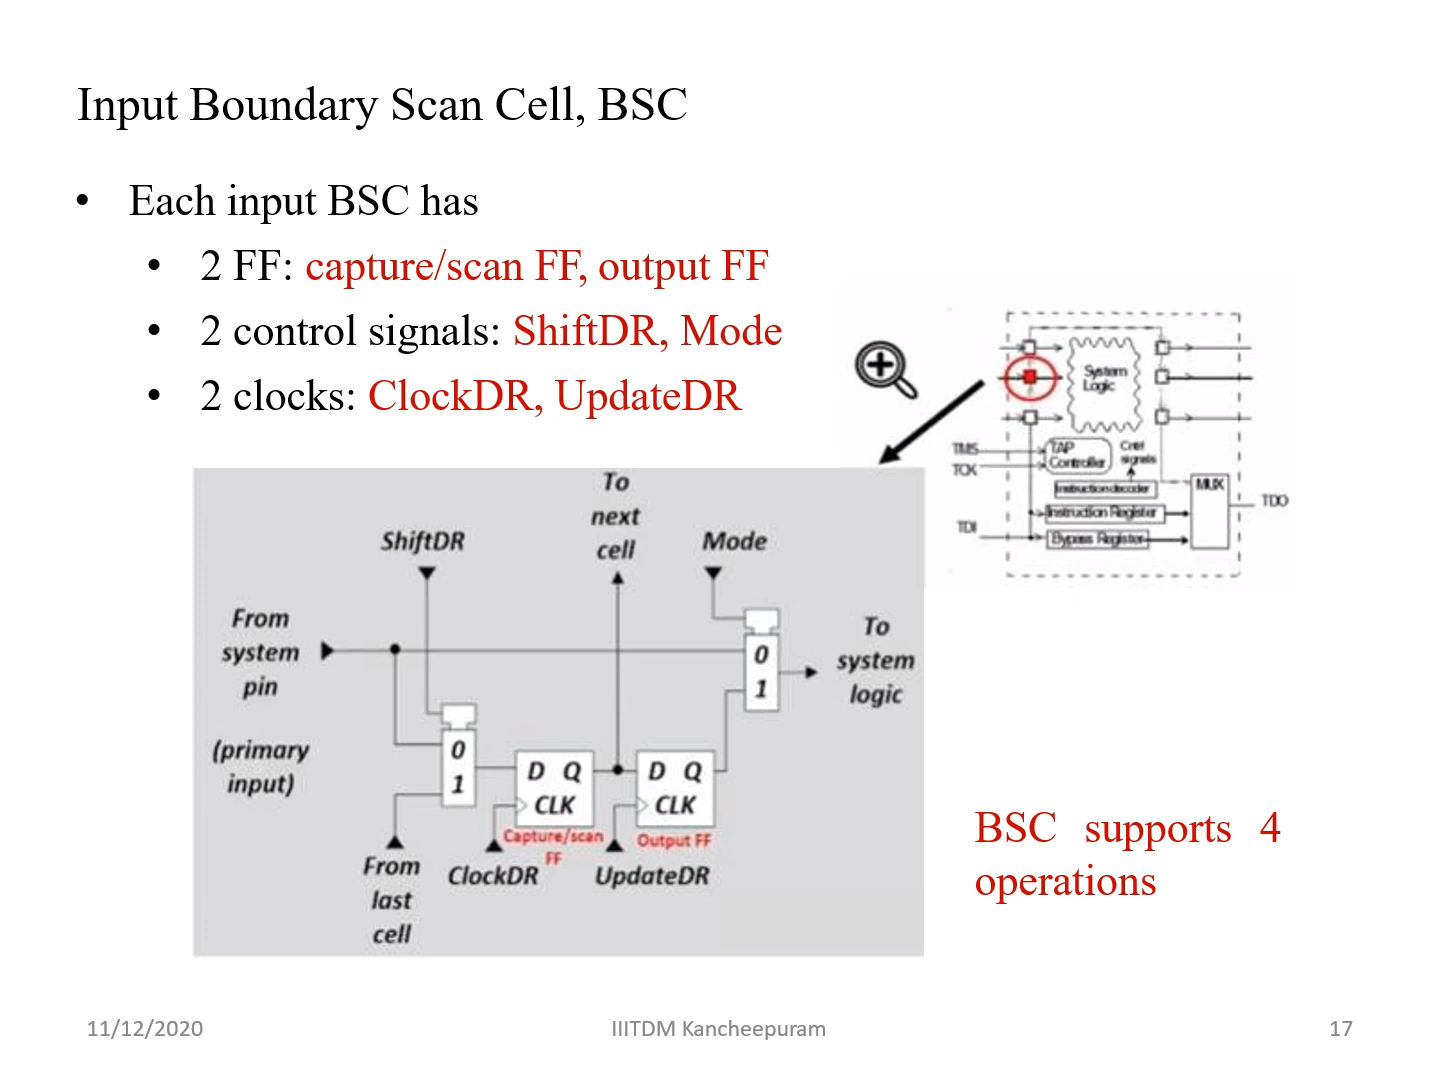 Input Boundary Scan Cell, BSC
• Each input BSC has
• 2 FF: capture/scan FF, output FF
• 2 control signals: ShiftDR, Mode
• 2 clocks: ClockDR, UpdateDR
System
Logic
TMS
TCK
TAP
Controller
Cntrl
signals
Instruction decoder
MUX
Instruction Register
TDO
TDI
Bypass Register
To
next
cell
ShiftDR
Mode
From
system
pin
(primary
input)
0
1
To
system
logic
0
1
D Q
CLK
D Q
CLK
Capture/scan
FF
Output FF
From
last
cell
ClockDR
UpdateDR
BSC supports 4
operations
11/12/2020
IIITDM Kancheepuram
17